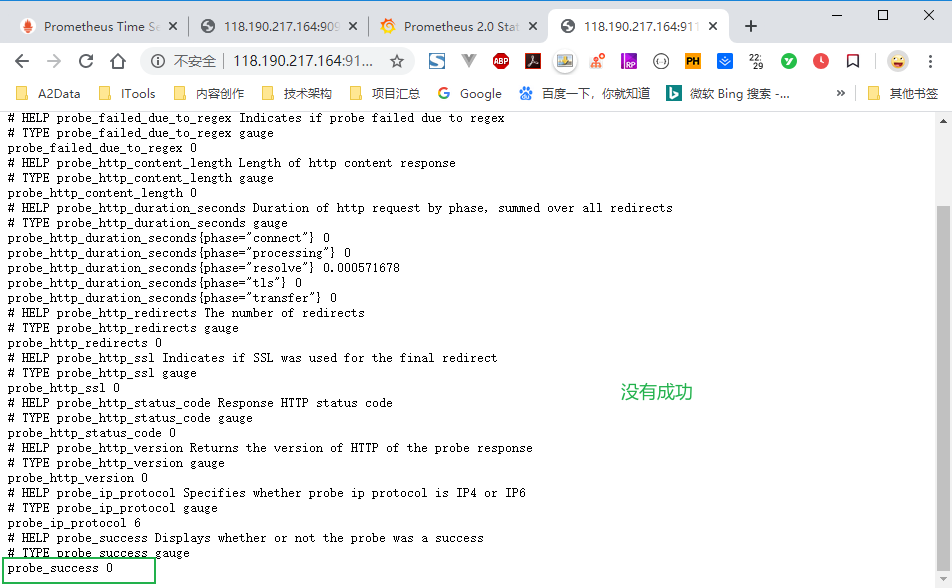 Prometheus Time Se
118.190.217.164:909
Prometheus 2.0 Stat
118.190.217.164:911
不安全
118.190.217.164:91...
ABP
RP
PH
22:
29
A2Data
ITools
内容创作
技术架构
项目汇总
Google
百度一下，你就知道
微软 Bing 搜索 -...
其他书签
# HELP probe_failed_due_to_regex Indicates if probe failed due to regex
# TYPE probe_failed_due_to_regex gauge
probe_failed_due_to_regex 0
# HELP probe_http_content_length Length of http content response
# TYPE probe_http_content_length gauge
probe_http_content_length 0
# HELP probe_http_duration_seconds Duration of http request by phase, summed over all redirects
# TYPE probe_http_duration_seconds gauge
probe_http_duration_seconds{phase="connect"} 0
probe_http_duration_seconds{phase="processing"} 0
probe_http_duration_seconds{phase="resolve"} 0.000571678
probe_http_duration_seconds{phase="tls"} 0
probe_http_duration_seconds{phase="transfer"} 0
# HELP probe_http_redirects The number of redirects
# TYPE probe_http_redirects gauge
probe_http_redirects 0
# HELP probe_http_ssl Indicates if SSL was used for the final redirect
# TYPE probe_http_ssl gauge
probe_http_ssl 0
没有成功
# HELP probe_http_status_code Response HTTP status code
# TYPE probe_http_status_code gauge
probe_http_status_code 0
# HELP probe_http_version Returns the version of HTTP of the probe response
# TYPE probe_http_version gauge
probe_http_version 0
# HELP probe_ip_protocol Specifies whether probe ip protocol is IP4 or IP6
# TYPE probe_ip_protocol gauge
probe_ip_protocol 6
# HELP probe_success Displays whether or not the probe was a success
# TYPE probe_success gauge
probe_success 0